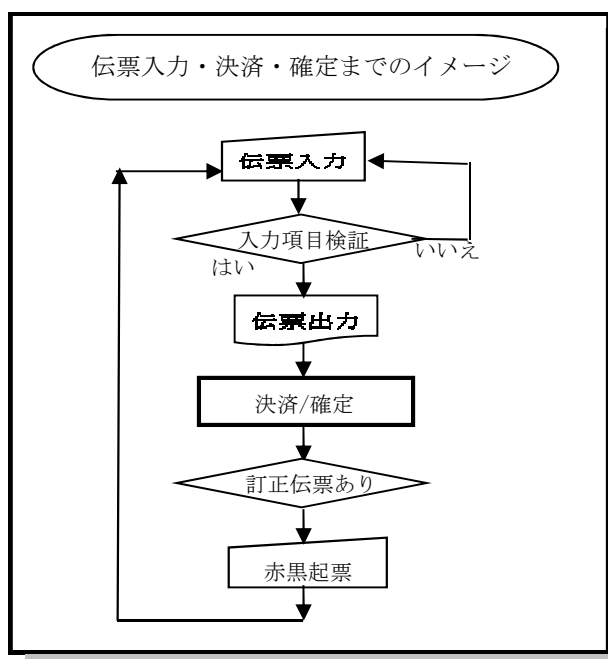 伝票入力・決済・確定までのイメージ
伝票入力
入力項目検証
いいえ
はい
伝票出力
決済/確定
訂正伝票あり
赤黒起票